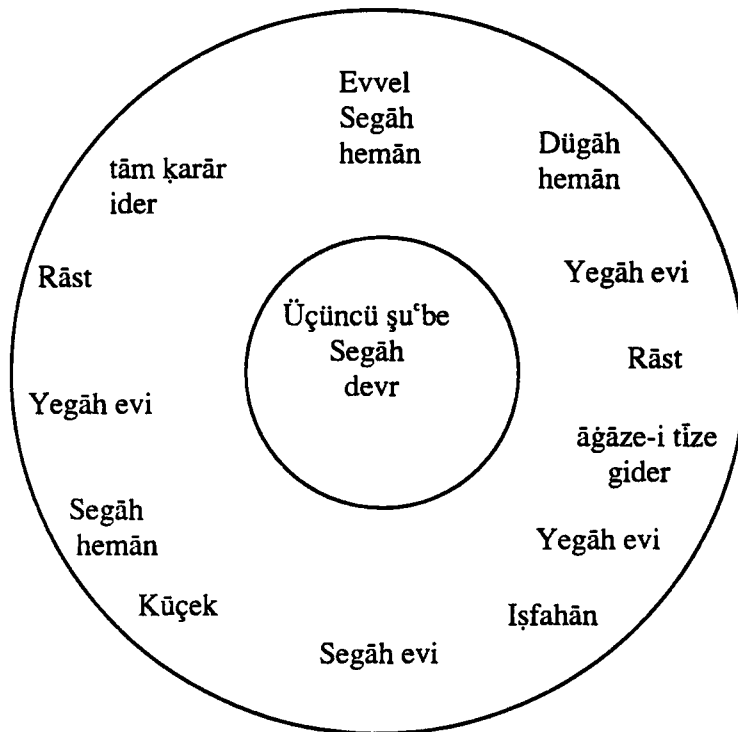 Evvel
Segāh
hemān
Dügāh
hemān
Yegāh evi
Rāst
āġāze-i tīze
gider
Yegāh evi
Iṣfahān
Segāh evi
Kūçek
Segāh
hemān
Yegāh evi
Rāst
tām ḳarār
ider
Üçüncü şuʿbe
Segāh
devr